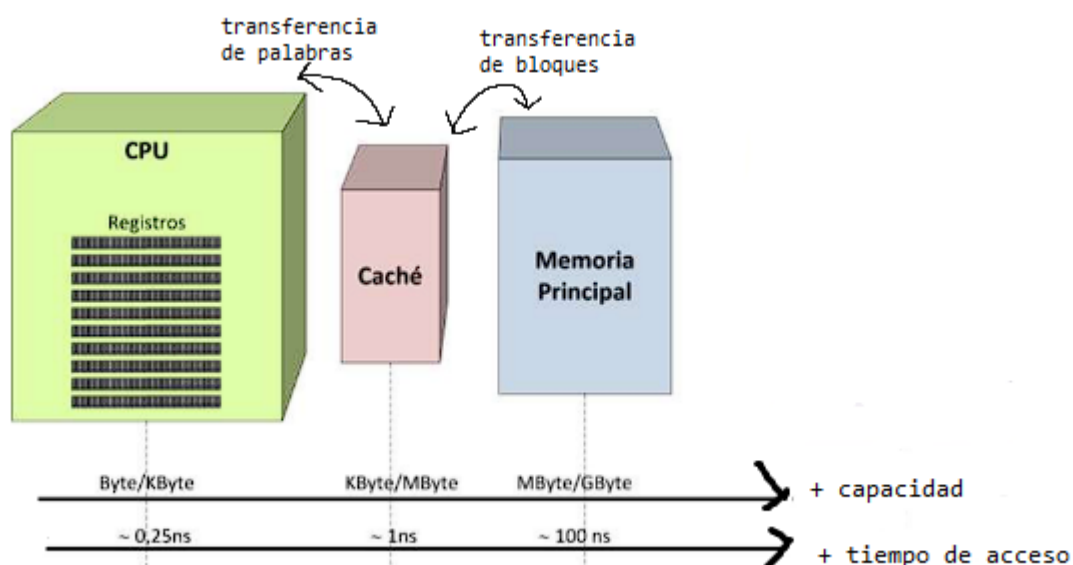 transferencia
de palabras
transferencia
de bloques
CPU
Registros
Caché
Memoria
Principal
Byte/KByte
KByte/MByte
MByte/GByte
+ capacidad
~ 0,25ns
~ 1ns
~ 100 ns
+ tiempo de acceso